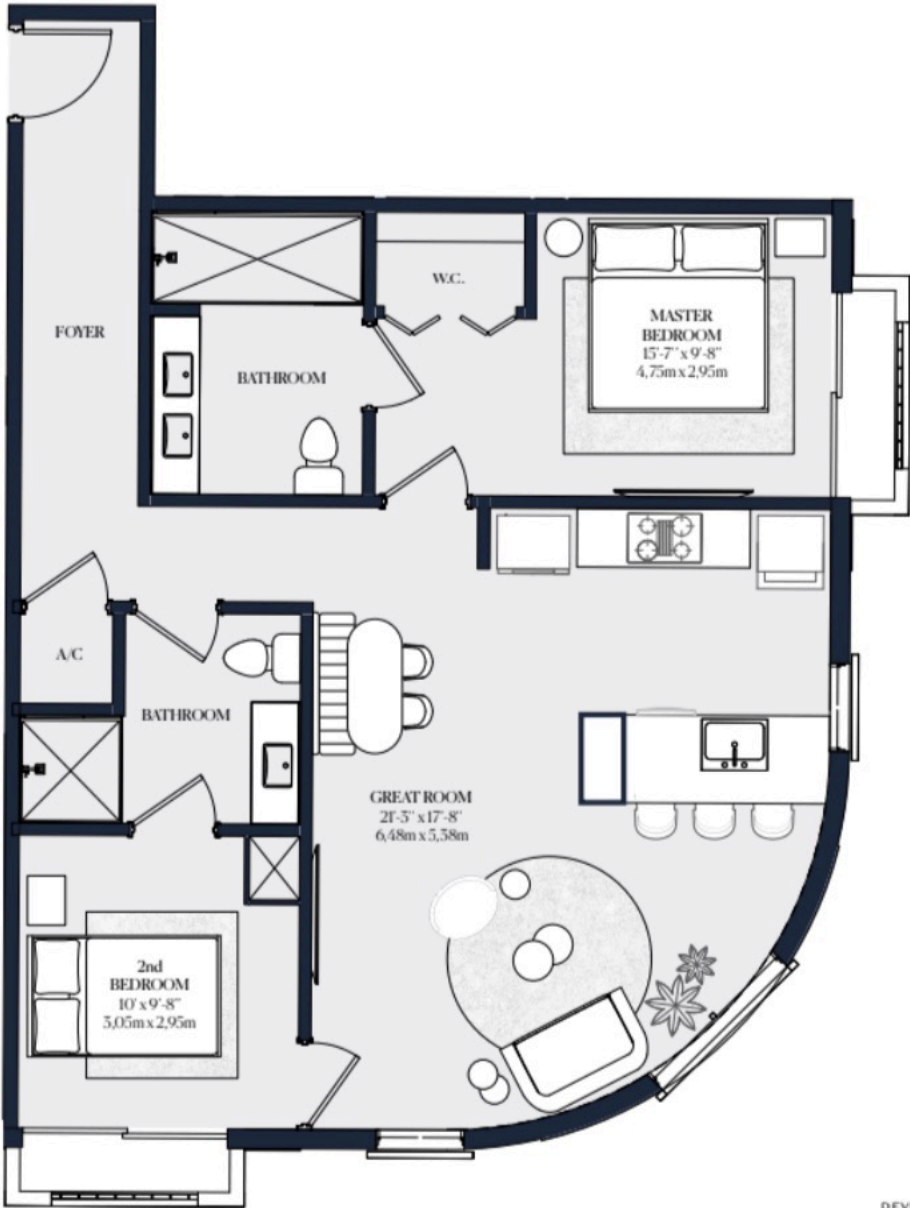 FOYER
W.C.
MASTER
BEDROOM
15'-7" x 9'-8"
4,75m x 2,95m
BATHROOM
A/C
BATHROOM
GREAT ROOM
21'-3" x 17'-8"
6,48m x 5,38m
2nd
BEDROOM
10' x 9'-8"
3,05m x 2,95m